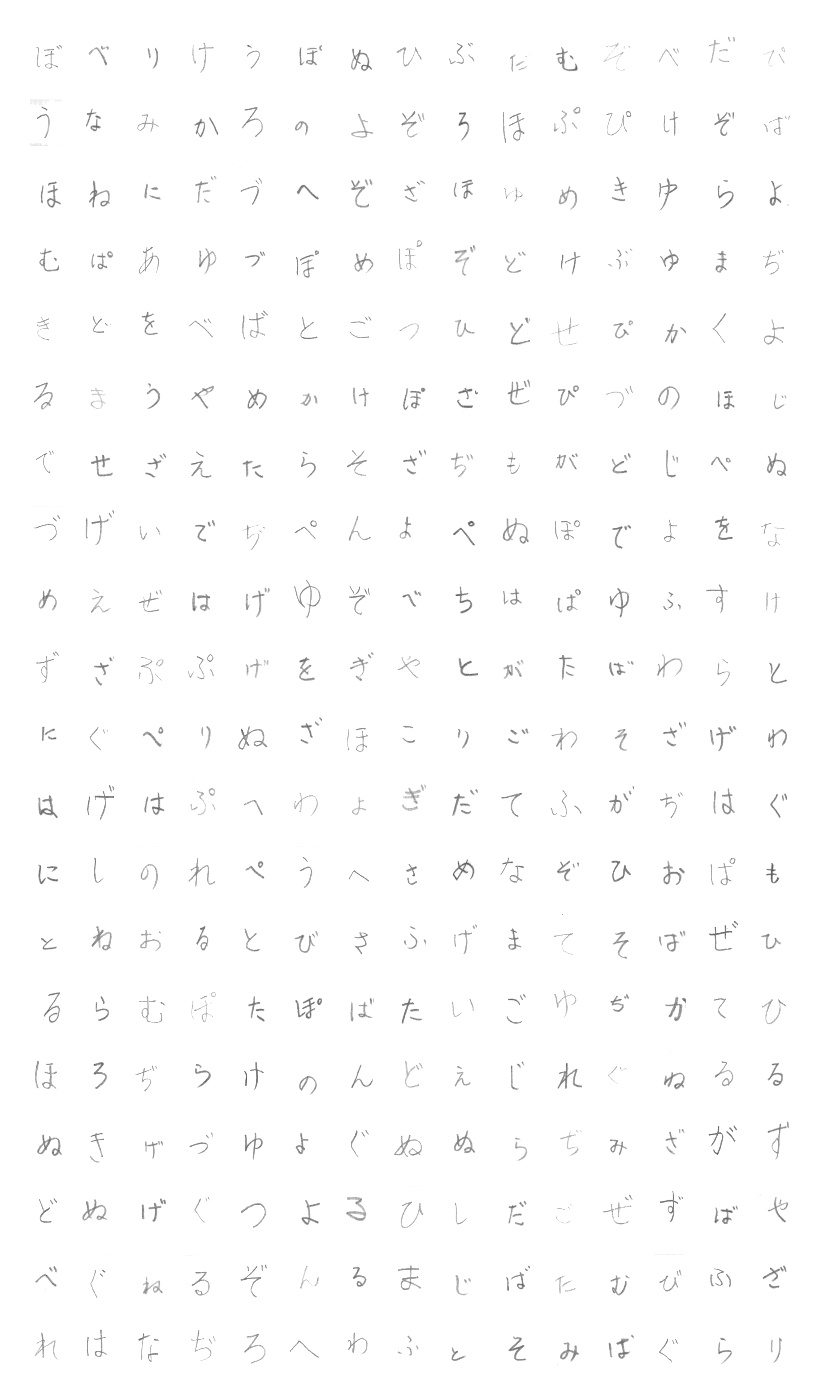 ぼべりけうぽぬひぶたむぞべだぴ
うなみかろのよぞろほぷぴけぞば
ほねにだづへぞざほゆめきゆらよ
むぱあゆづぽめぽぞどけぶゆまぢ
きどをべばとごつひどせぴかくよ
るまうやめかけぽざぜぴづのほじ
でせざえたらそざぢもがどじぺぬ
づげいでぢぺんよぺぬぽでよをな
めえぜはげゆぞべちはぱゆふすけ
ずざぷぷげをぎやとがたばわらと
にぐぺりぬざほこりごわそざげわ
はげはぷへわよぎだてふがぢはぐ
にしのれぺうへさめなぞひおぱも
とねおるとびさふげまてそばぜひ
るらむぽたぽばたいごゆぢかてひ
ほろぢらけのんどえじれぐぬるる
ぬきげづゆよぐぬぬらぢみざがず
どぬげぐつよるひしだごぜずばや
べぐねるぞんるまじばたむびふざ
れはなぢろへわふとそみばぐらり